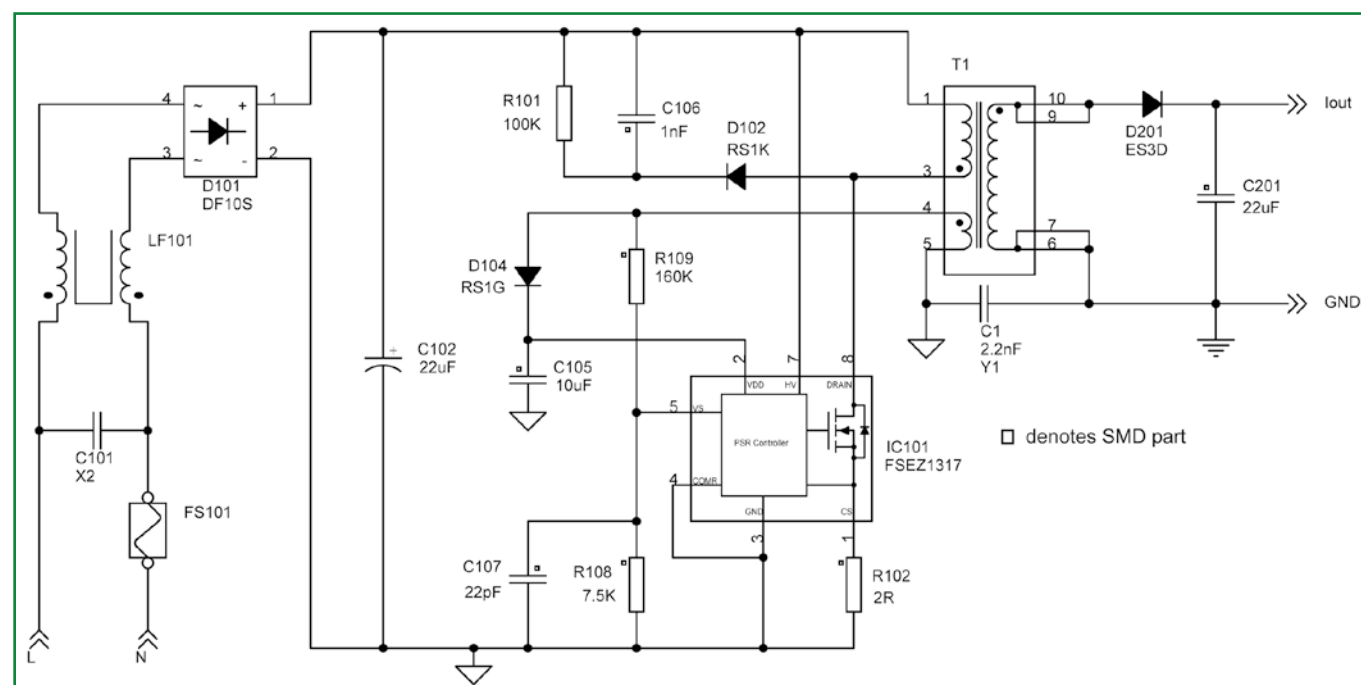 T1
4
~
+
1
3
~
-
2
D101
DF10S
LF101
R101
100K
C106
1nF
D102
RS1K
1
3
4
5
10
9
7
6
D201
ES3D
Iout
C201
22uF
GND
C1
2.2nF
Y1
D104
RS1G
R109
160K
C102
22uF
+
C105
10uF
2
7
8
VDD
HV
DRAIN
5
VS
PSR Controller
IC101
FSEZ1317
4
COMR
GND
CS
3
1
denotes SMD part
C101
X2
FS101
C107
22pF
R108
7.5K
R102
2R
L
N